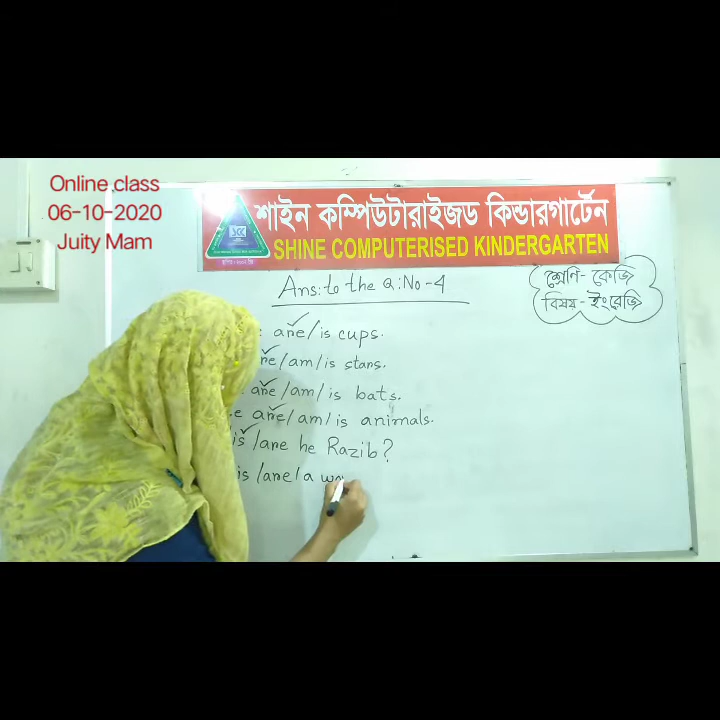 Online class
06-10-2020
Juity Mam
শাইন কম্পিউটারাইজড কিন্ডারগার্টেন
SHINE COMPUTERISED KINDERGARTEN
Ans: to the Q: No - 4
শ্রেণি - কেজি
বিষয় - ইংরেজি
are/is cups.
re/am/is stars.
are/am/is bats.
e are/am/is animals.
is/are he Razib?
is/are/a